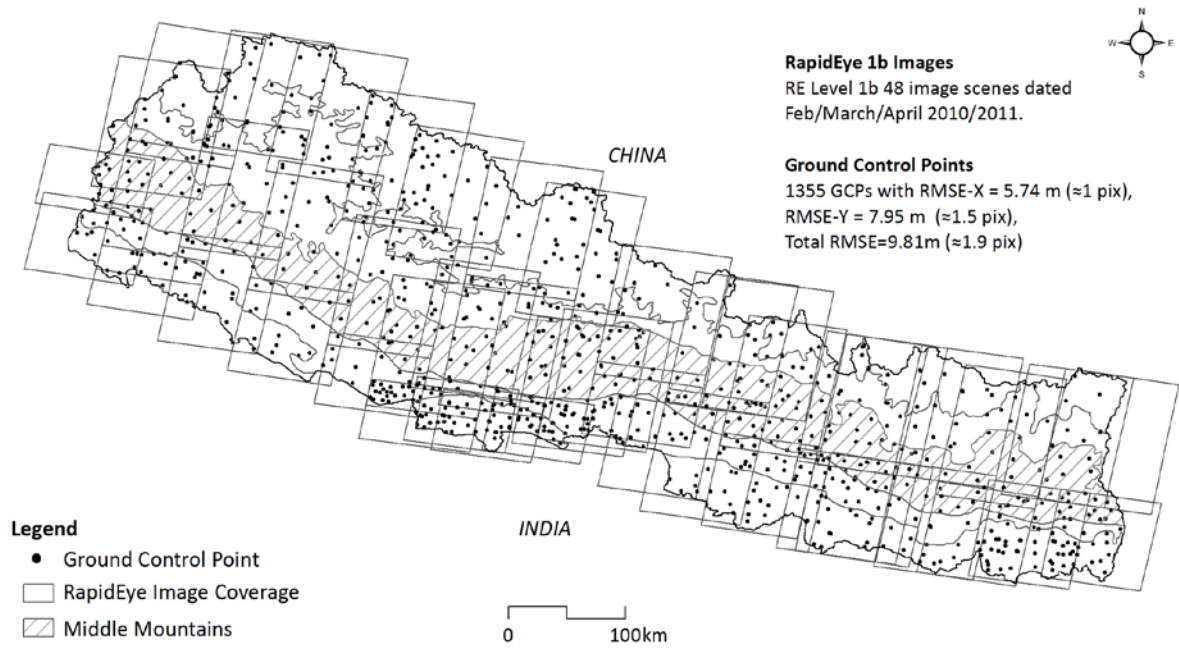 N
W E
S
RapidEye 1b Images
RE Level 1b 48 image scenes dated
Feb/March/April 2010/2011.
CHINA
Ground Control Points
1355 GCPs with RMSE-X = 5.74 m (≈1 pix),
RMSE-Y = 7.95 m (≈1.5 pix),
Total RMSE=9.81m (≈1.9 pix)
INDIA
Legend
Ground Control Point
RapidEye Image Coverage
Middle Mountains
0 100km